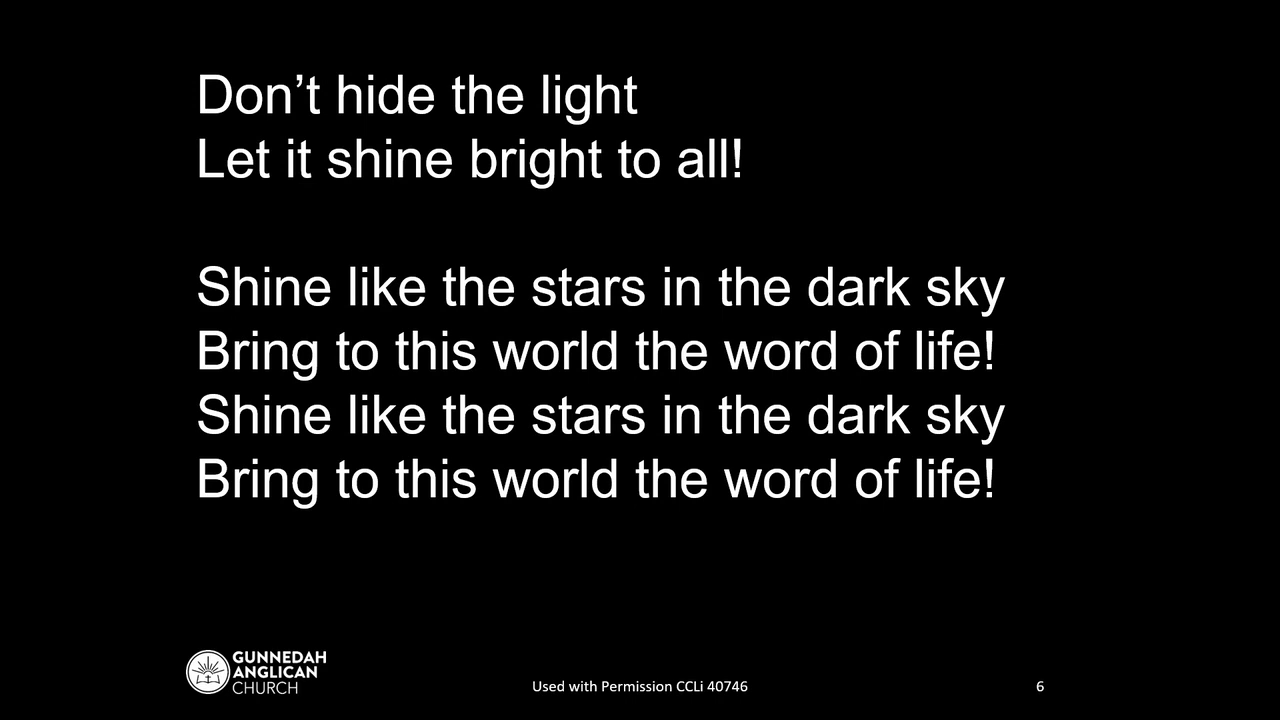 Don’t hide the light
Let it shine bright to all!
Shine like the stars in the dark sky
Bring to this world the word of life!
Shine like the stars in the dark sky
Bring to this world the word of life!
GUNNEDAH
ANGLICAN
CHURCH
Used with Permission CCLi 40746
6